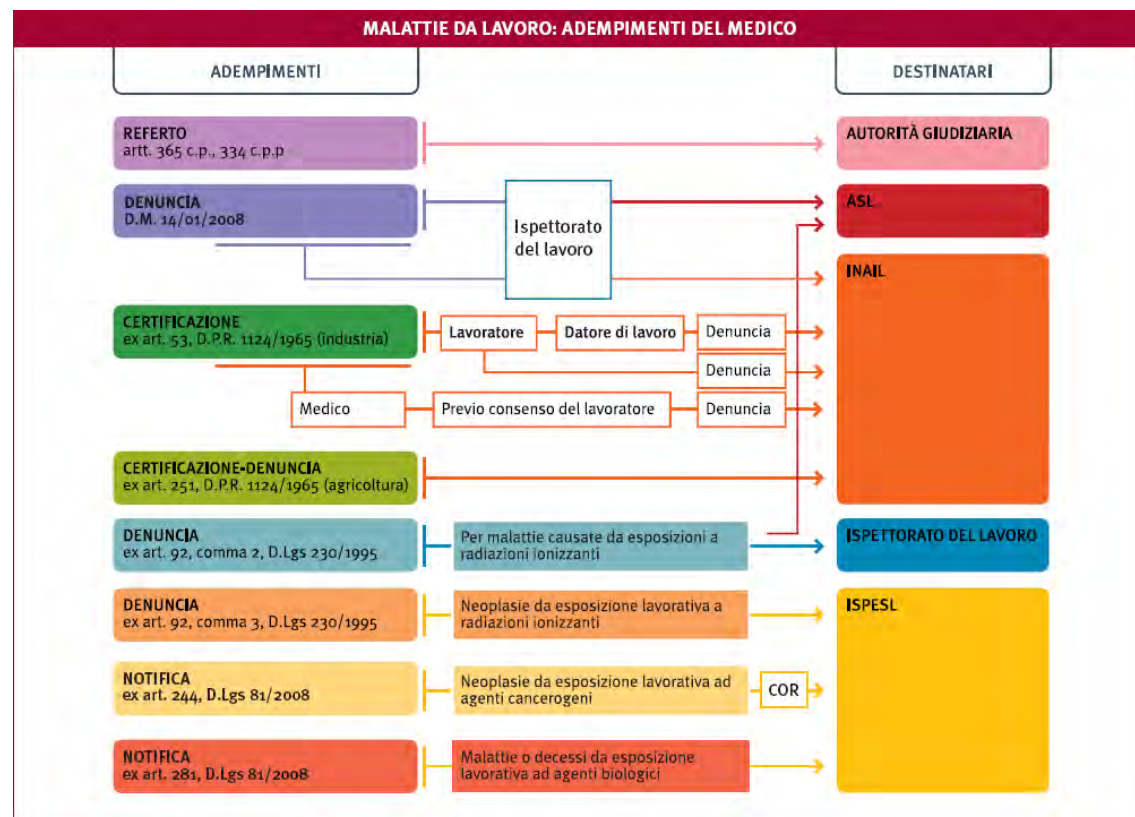 MALATTIE DA LAVORO: ADEMPIMENTI DEL MEDICO
ADEMPIMENTI
DESTINATARI
REFERTO
artt. 365 c.p., 334 c.p.p
AUTORITÀ GIUDIZIARIA
DENUNCIA
D.M. 14/01/2008
Ispettorato
del lavoro
ASL
INAIL
CERTIFICAZIONE
ex art. 53, D.P.R. 1124/1965 (industria)
Lavoratore
Datore di lavoro
Denuncia
Denuncia
Medico
Previo consenso del lavoratore
Denuncia
CERTIFICAZIONE-DENUNCIA
ex art. 251, D.P.R. 1124/1965 (agricoltura)
DENUNCIA
ex art. 92, comma 2, D.Lgs 230/1995
Per malattie causate da esposizioni a
radiazioni ionizzanti
ISPETTORATO DEL LAVORO
DENUNCIA
ex art. 92, comma 3, D.Lgs 230/1995
Neoplasie da esposizione lavorativa a
radiazioni ionizzanti
ISPESL
NOTIFICA
ex art. 244, D.Lgs 81/2008
Neoplasie da esposizione lavorativa ad
agenti cancerogeni
COR
NOTIFICA
ex art. 281, D.Lgs 81/2008
Malattie o decessi da esposizione
lavorativa ad agenti biologici